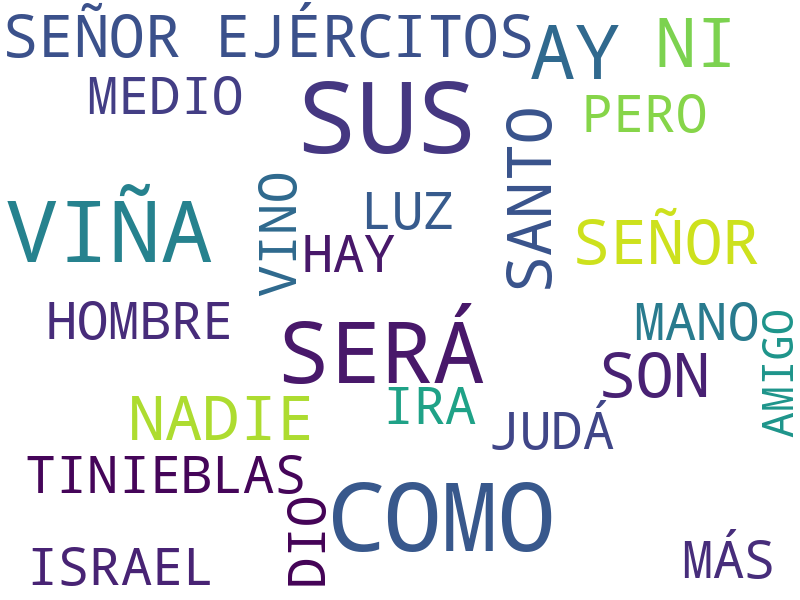 SEÑOR EJÉRCITOS
AY
NI
MEDIO
SUS
PERO
SANTO
VIÑA
VINO
LUZ
HAY
SEÑOR
HOMBRE
SERÁ
MANO
AMIGO
SON
NADIE
IRA
JUDÁ
TINIEBLAS
DIO
COMO
ISRAEL
MÁS